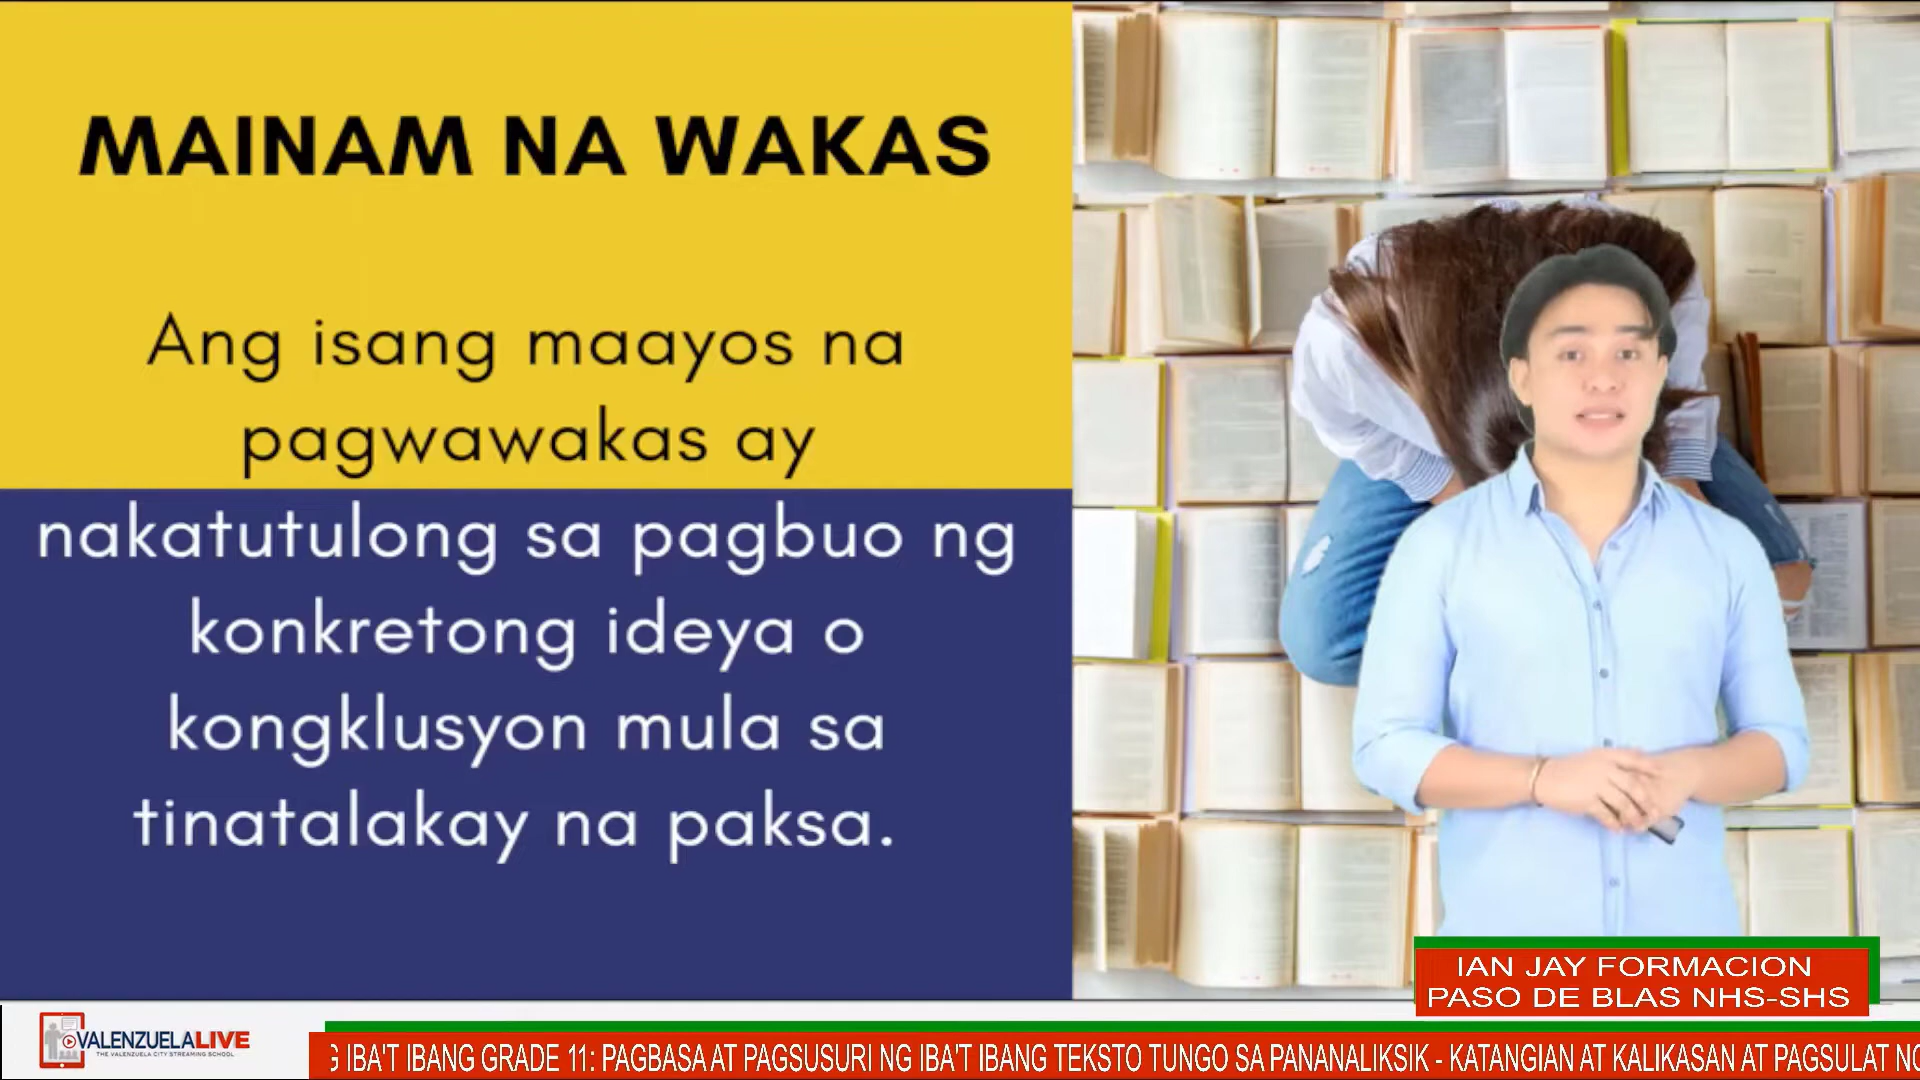 MAINAM NA WAKAS
Ang isang maayos na
pagwawakas ay
nakatutulong sa pagbuo ng
konkretong ideya o
kongklusyon mula sa
tinatalakay na paksa.
IAN JAY FORMACION
PASO DE BLAS NHS-SHS
VALENZUELALIVE
THE VALENZUELA CITY STREAMING SCHOOL
IBA'T IBANG GRADE 11: PAGBASA AT PAGSUSURI NG IBA'T IBANG TEKSTO TUNGO SA PANANALIKSIK - KATANGIAN AT KALIKASAN AT PAGSULAT